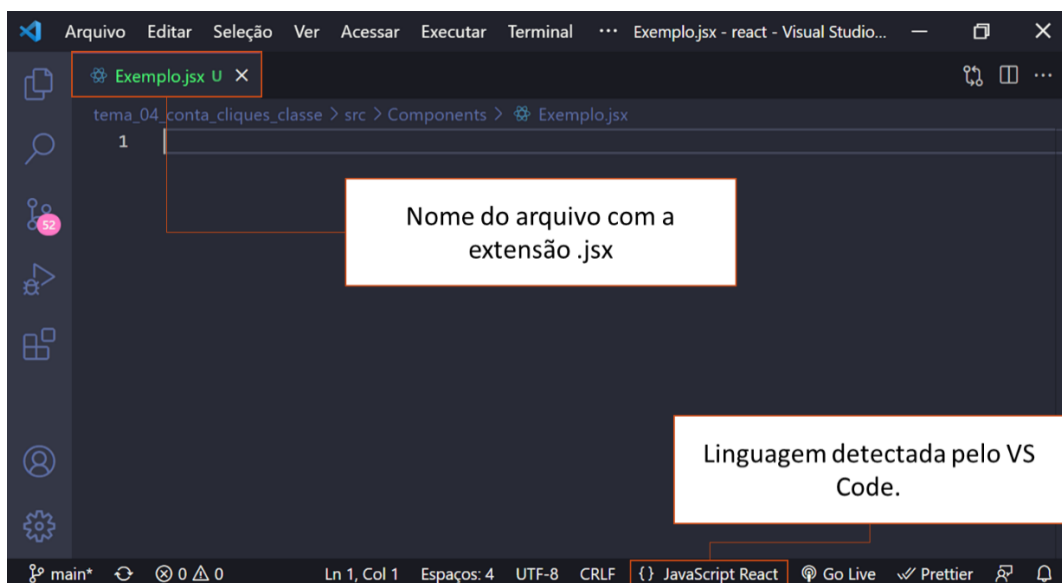 Arquivo Editar Seleção Ver Acessar Executar Terminal ··· Exemplo.jsx - react - Visual Studio...
Exemplo.jsx U
tema_04_conta_cliques_classe > src > Components > Exemplo.jsx
1
Nome do arquivo com a
extensão .jsx
52
Linguagem detectada pelo VS
Code.
main* 0 0 Ln 1, Col 1 Espaços: 4 UTF-8 CRLF {} JavaScript React Go Live Prettier